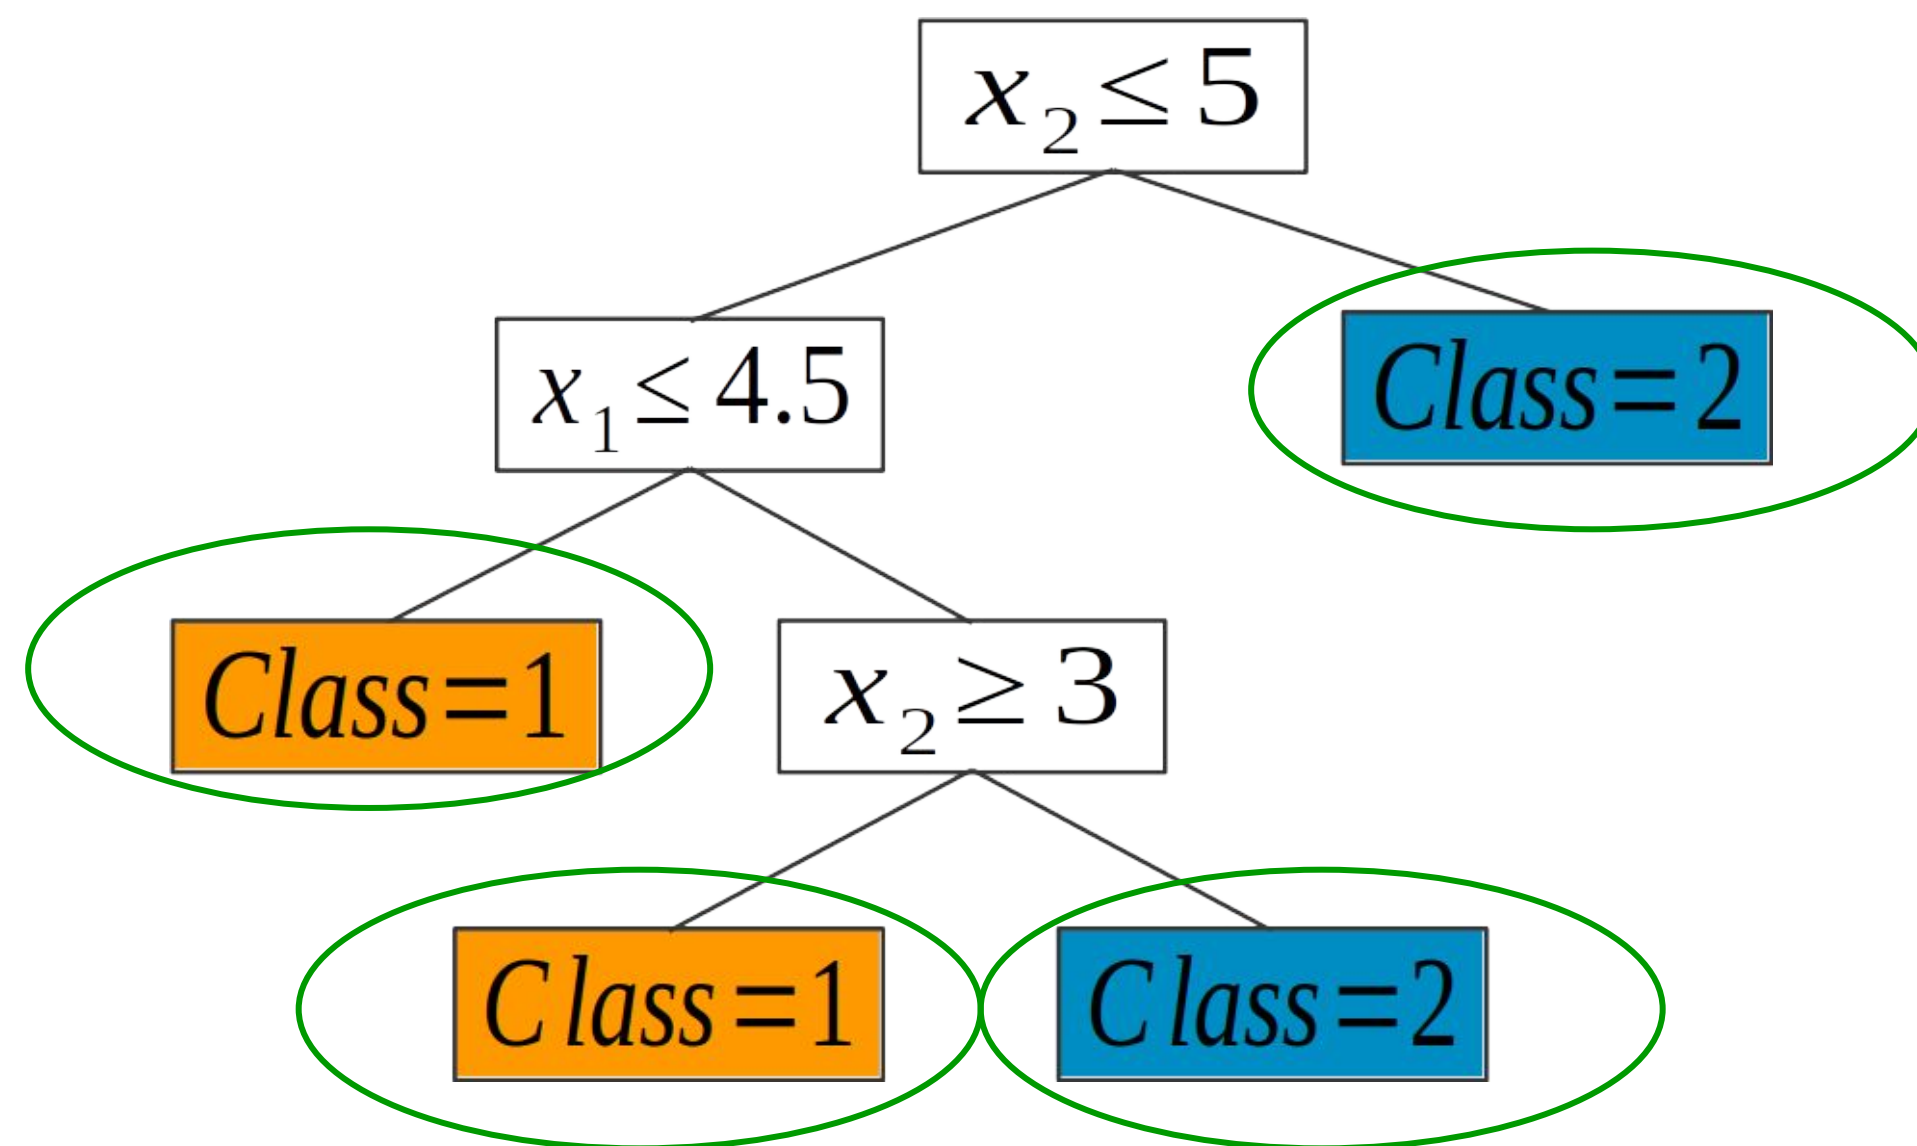 x₂ ≤ 5
x₁ ≤ 4.5
Class = 2
Class = 1
x₂ ≥ 3
Class = 1
Class = 2